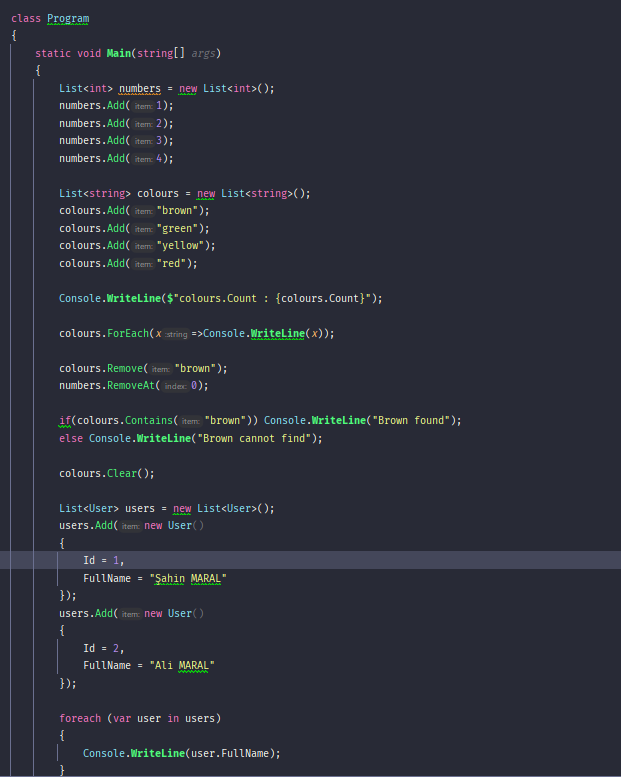 class Program
{
    static void Main(string[] args)
    {
        List<int> numbers = new List<int>();
        numbers.Add( item: 1);
        numbers.Add( item: 2);
        numbers.Add( item: 3);
        numbers.Add( item: 4);

        List<string> colours = new List<string>();
        colours.Add( item: "brown");
        colours.Add( item: "green");
        colours.Add( item: "yellow");
        colours.Add( item: "red");

        Console.WriteLine($"colours.Count : {colours.Count}");

        colours.ForEach(x :string =>Console.WriteLine(x));

        colours.Remove( item: "brown");
        numbers.RemoveAt( index: 0);

        if(colours.Contains( item: "brown")) Console.WriteLine("Brown found");
        else Console.WriteLine("Brown cannot find");

        colours.Clear();

        List<User> users = new List<User>();
        users.Add( item: new User()
        {
            Id = 1,
            FullName = "Şahin MARAL"
        });
        users.Add( item: new User()
        {
            Id = 2,
            FullName = "Ali MARAL"
        });

        foreach (var user in users)
        {
            Console.WriteLine(user.FullName);
        }